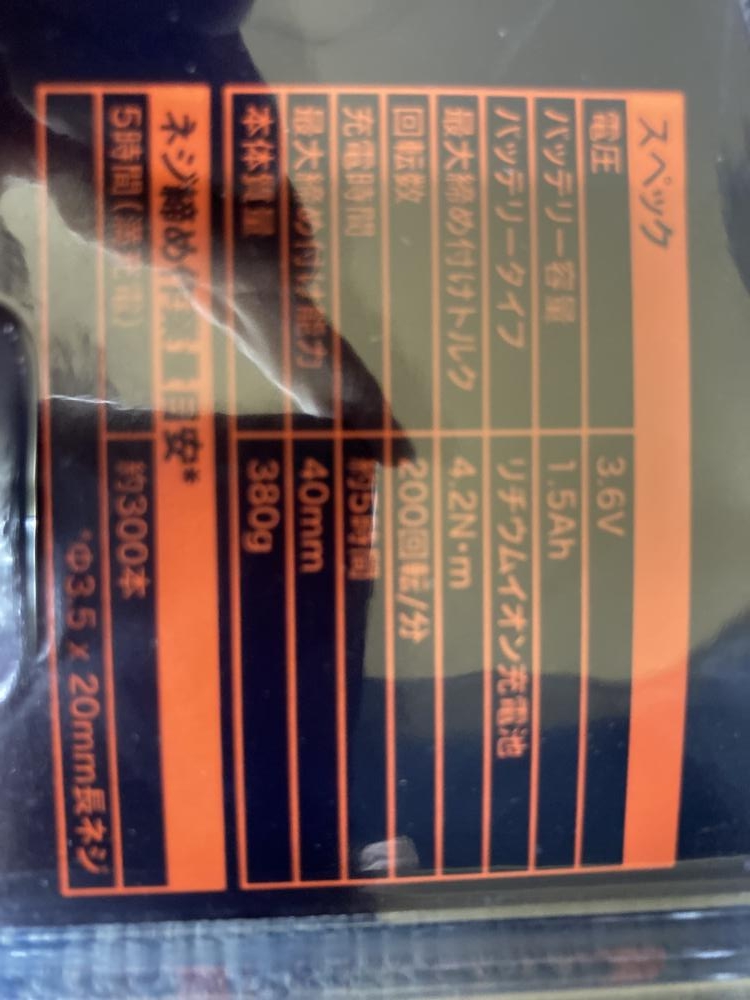 スペック
電圧 3.6V
バッテリー容量 1.5Ah
バッテリータイプ リチウムイオン充電池
最大締め付けトルク 4.2N・m
回転数 200回転/分
充電時間 約5時間
最大締め付け能力 40mm
本体質量 380g
ネジ締め付け目安*
5時間(満充電) 約300本
*Φ3.5 x 20mm長ネジ